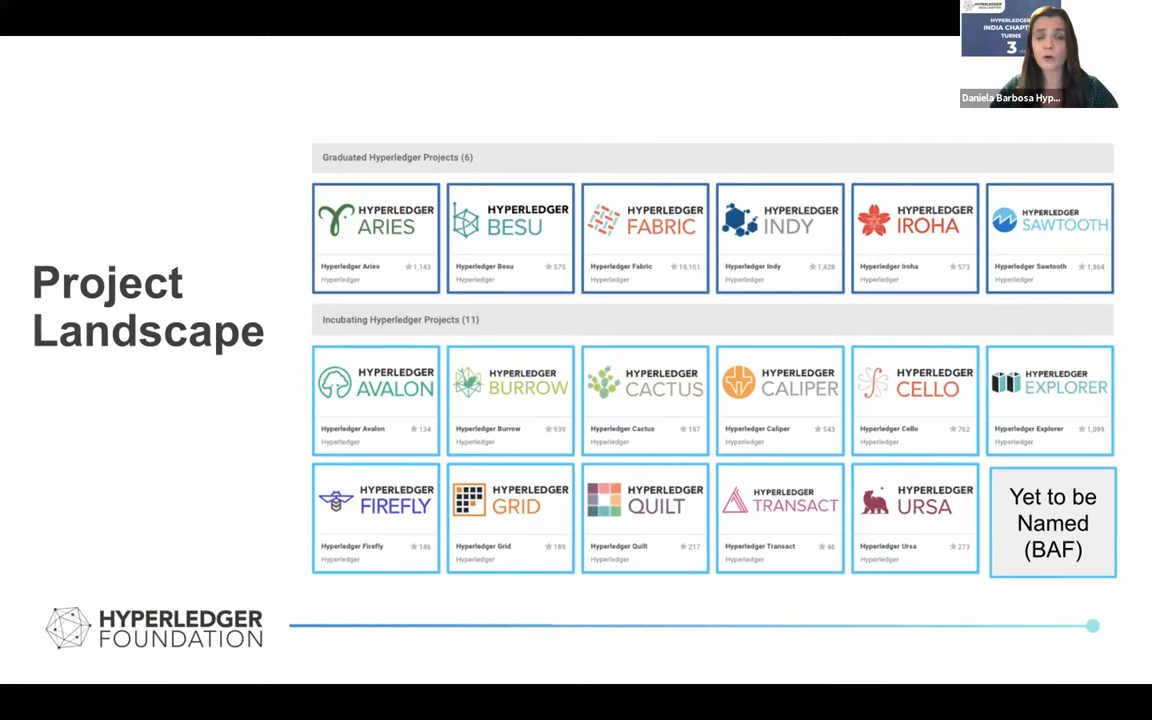 HYPERLEDGER
INDIA CHAPT
TURNS
3
Daniela Barbosa Hyp...
Project
Landscape
Graduated Hyperledger Projects (6)
HYPERLEDGER
ARIES
Hyperledger Aries ★1,143
Hyperledger
HYPERLEDGER
BESU
Hyperledger Besu ★575
Hyperledger
HYPERLEDGER
FABRIC
Hyperledger Fabric ★19,101
Hyperledger
HYPERLEDGER
INDY
Hyperledger Indy ★1,428
Hyperledger
HYPERLEDGER
IROHA
Hyperledger Iroha ★573
Hyperledger
HYPERLEDGER
SAWTOOTH
Hyperledger Sawtooth ★1,864
Hyperledger
Incubating Hyperledger Projects (11)
HYPERLEDGER
AVALON
Hyperledger Avalon ★134
Hyperledger
HYPERLEDGER
BURROW
Hyperledger Burrow ★939
Hyperledger
HYPERLEDGER
CACTUS
Hyperledger Cactus ★197
Hyperledger
HYPERLEDGER
CALIPER
Hyperledger Caliper ★543
Hyperledger
HYPERLEDGER
CELLO
Hyperledger Cello ★762
Hyperledger
HYPERLEDGER
EXPLORER
Hyperledger Explorer ★1,099
Hyperledger
HYPERLEDGER
FIREFLY
Hyperledger Firefly ★146
Hyperledger
HYPERLEDGER
GRID
Hyperledger Grid ★189
Hyperledger
HYPERLEDGER
QUILT
Hyperledger Quilt ★217
Hyperledger
HYPERLEDGER
TRANSACT
Hyperledger Transact ★46
Hyperledger
HYPERLEDGER
URSA
Hyperledger Ursa ★273
Hyperledger
Yet to be
Named
(BAF)
HYPERLEDGER
FOUNDATION